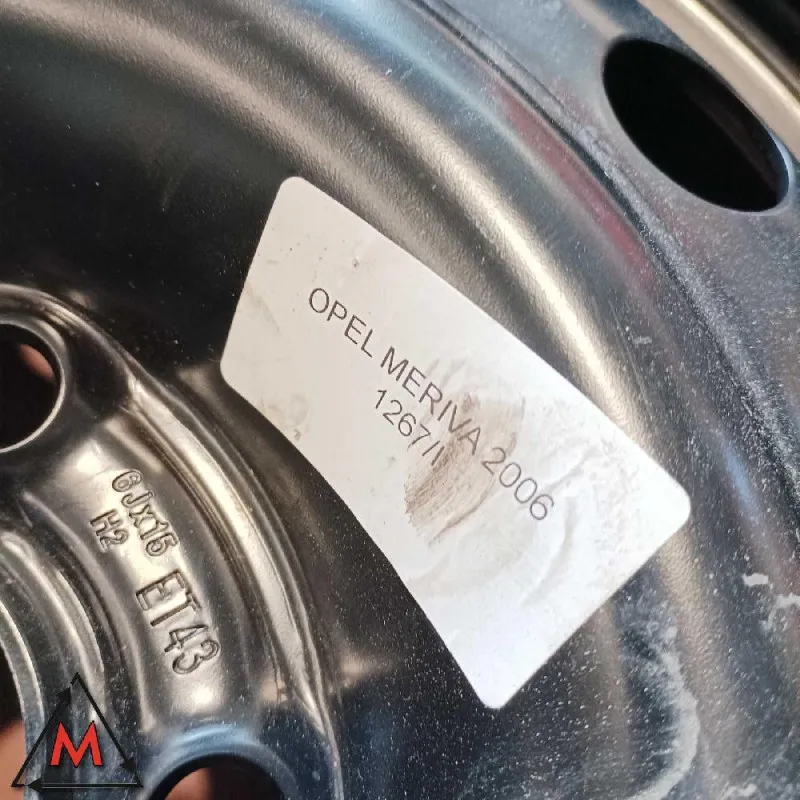 OPEL MERIVA 2006
1267/I
6Jx15
H2
ET43
M